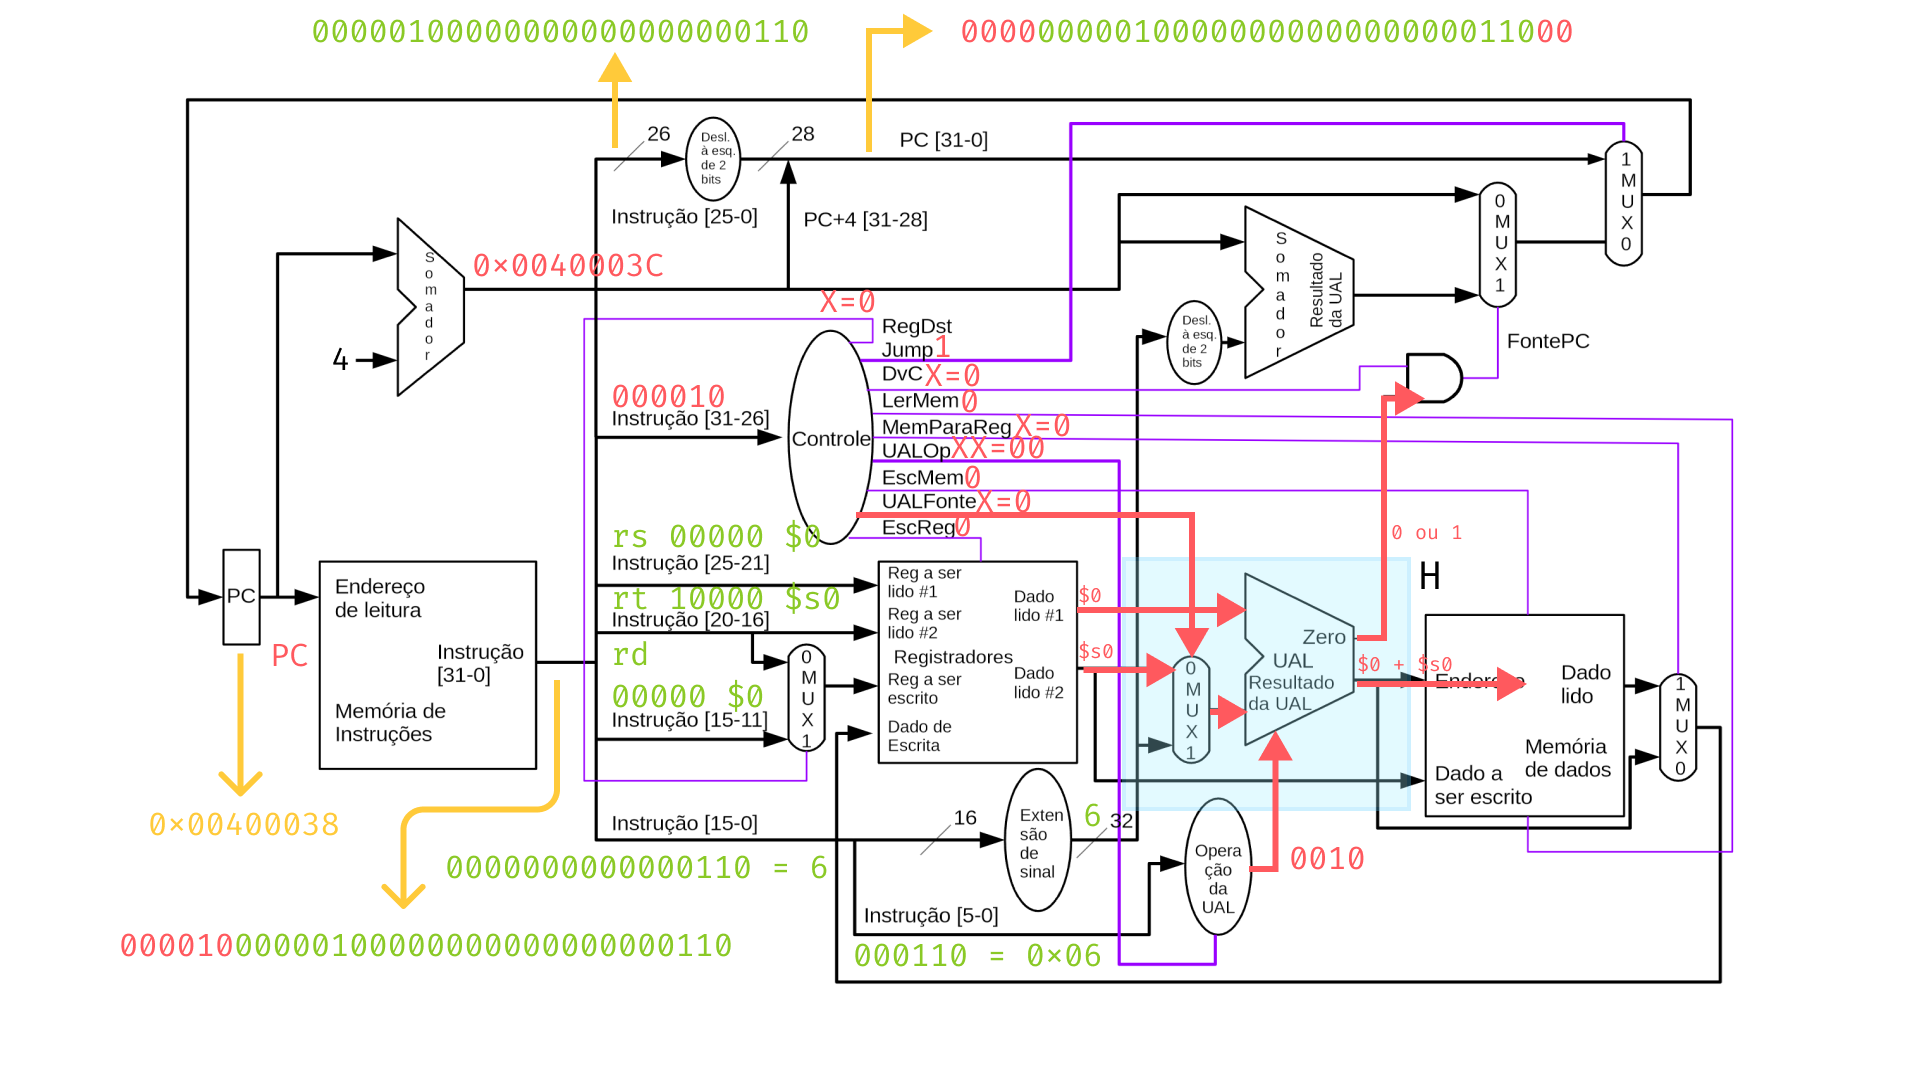 00000100000000000000000110
00000000010000000000000000011000
26
Desl.
à esq.
de 2
bits
28
PC [31-0]
Instrução [25-0]
PC+4 [31-28]
1
M
U
X
0
0
M
U
X
1
S
o
m
a
d
o
r
4
0×0040003C
X=0
S
o
m
a
d
o
r
Resultado
da UAL
Desl.
à esq.
de 2
bits
FontePC
RegDst
Jump 1
DvC X=0
LerMem 0
MemParaReg X=0
UALOp XX=00
EscMem 0
UALFonte X=0
EscReg 0
Controle
000010
Instrução [31-26]
rs 00000 $0
Instrução [25-21]
rt 10000 $s0
Instrução [20-16]
rd
00000 $0
Instrução [15-11]
PC
PC
0×00400038
Endereço
de leitura
Instrução
[31-0]
Memória de
Instruções
0
M
U
X
1
Reg a ser
lido #1
Reg a ser
lido #2
Registradores
Reg a ser
escrito
Dado de
Escrita
Dado
lido #1
Dado
lido #2
$0
$s0
0
M
U
X
1
Zero
UAL
Resultado
da UAL
0 ou 1
H
$0 + $s0
Endereço
Dado
lido
Memória
de dados
Dado a
ser escrito
1
M
U
X
0
Instrução [15-0]
16
Exten
são
de
sinal
6
32
0000000000000110 = 6
Instrução [5-0]
000110 = 0×06
Opera
ção
da
UAL
0010
00001000000100000000000000000110